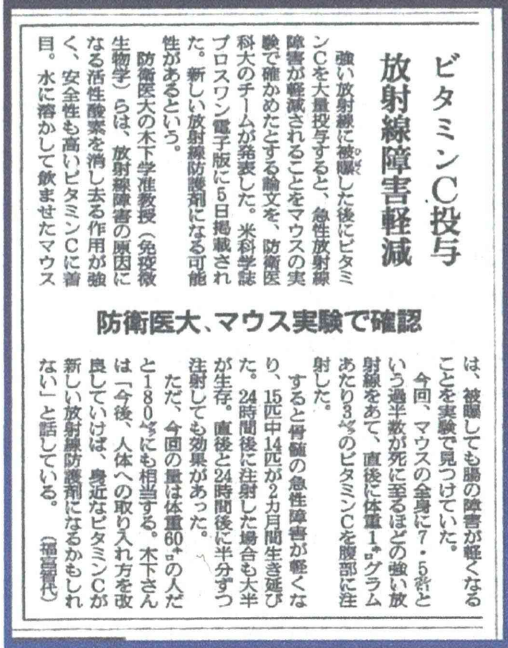 ビタミンC投与
放射線障害軽減
防衛医大、マウス実験で確認
強い放射線に被曝した後にビタミ
ンCを大量投与すると、急性放射線
障害が軽減されることをマウスの実
験で確かめたとする論文を、防衛医
科大のチームが発表した。米科学誌
プロスワン電子版に5日掲載され
た。新しい放射線防護剤になる可能
性があるという。
防衛医大の木下学准教授(免疫微
生物学)らは、放射線障害の原因に
なる活性酸素を消し去る作用が強
く、安全性も高いビタミンCに着
目。水に溶かして飲ませたマウス
は、被曝しても腸の障害が軽くなる
ことを実験で見つけていた。
今回、マウスの全身に7・5㌘と
いう過半数が死に至るほどの強い放
射線をあて、直後に体重1㌔グラム
あたり3㌘のビタミンCを腹部に注
射した。
すると骨髄の急性障害が軽くな
り、15匹中14匹が2カ月間生き延び
た。24時間後に注射した場合も大半
が生存。直後と24時間後に半分ずつ
注射しても効果があった。
ただ、今回の量は体重60㌔の人だ
と180㌘にも相当する。木下さん
は「今後、人体への取り入れ方を改
良していけば、身近なビタミンCが
新しい放射線防護剤になるかもしれ
ない」と話している。(福宮智代)